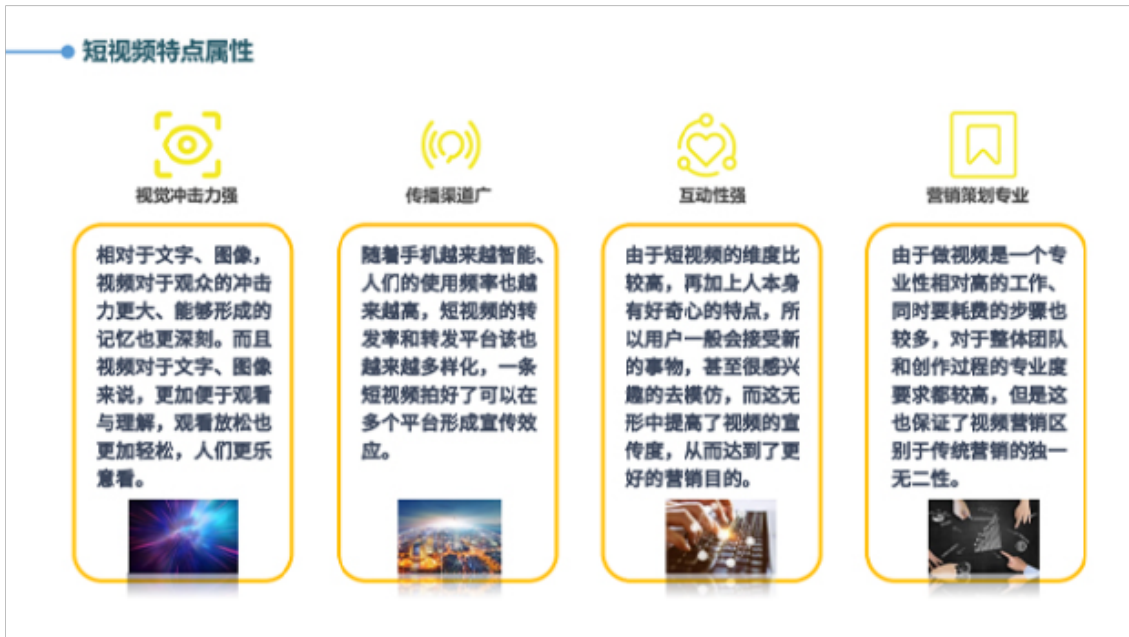 短视频特点属性
视觉冲击力强
相对于文字、图像，
视频对于观众的冲击
力更大、能够形成的
记忆也更深刻。而且
视频对于文字、图像
来说，更加便于观看
与理解，观看放松也
更加轻松，人们更乐
意看。
传播渠道广
随着手机越来越智能、
人们的使用频率也越
来越高，短视频的转
发率和转发平台该也
越来越多样化，一条
短视频拍好了可以在
多个平台形成宣传效
应。
互动性强
由于短视频的维度比
较高，再加上人本身
有好奇心的特点，所
以用户一般会接受新
的事物，甚至很感兴
趣的去模仿，而这无
形中提高了视频的宣
传度，从而达到了更
好的营销目的。
营销策划专业
由于做视频是一个专
业性相对高的工作、
同时要耗费的步骤也
较多，对于整体团队
和创作过程的专业度
要求都较高，但是这
也保证了视频营销区
别于传统营销的独一
无二性。